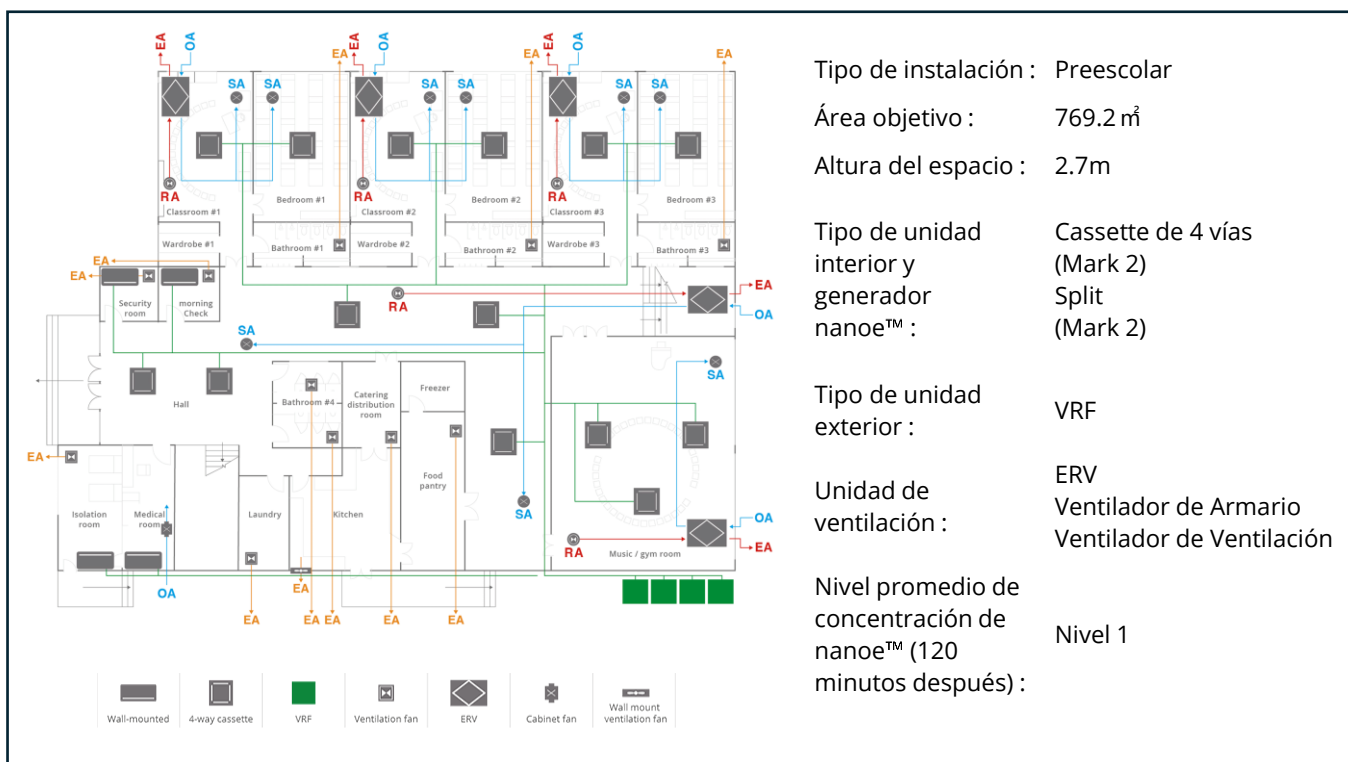 EA
OA
EA
EA
OA
EA
EA
OA
EA
SA
SA
SA
SA
SA
SA
RA
RA
RA
Bedroom #1
Bedroom #2
Bedroom #3
Classroom #1
Classroom #2
Classroom #3
Wardrobe #1
Bathroom #1
Wardrobe #2
Bathroom #2
Wardrobe #3
Bathroom #3
EA
EA
EA
EA
Security
room
morning
Check
RA
OA
SA
SA
Hall
Bathroom #4
Catering
distribution
room
Freezer
EA
Isolation
room
Medical
room
Laundry
Kitchen
Food
pantry
SA
OA
RA
Music / gym room
EA
OA
EA
EA
EA
EA
EA
EA
Wall-mounted
4-way cassette
VRF
Ventilation fan
ERV
Cabinet fan
Wall mount
ventilation fan
Tipo de instalación : Preescolar
Área objetivo : 769.2㎡
Altura del espacio : 2.7m
Tipo de unidad
interior y
generador
nanoe™ :
Cassette de 4 vías
(Mark 2)
Split
(Mark 2)
Tipo de unidad
exterior :
VRF
Unidad de
ventilación :
ERV
Ventilador de Armario
Ventilador de Ventilación
Nivel promedio de
concentración de
nanoe™ (120
minutos después) :
Nivel 1